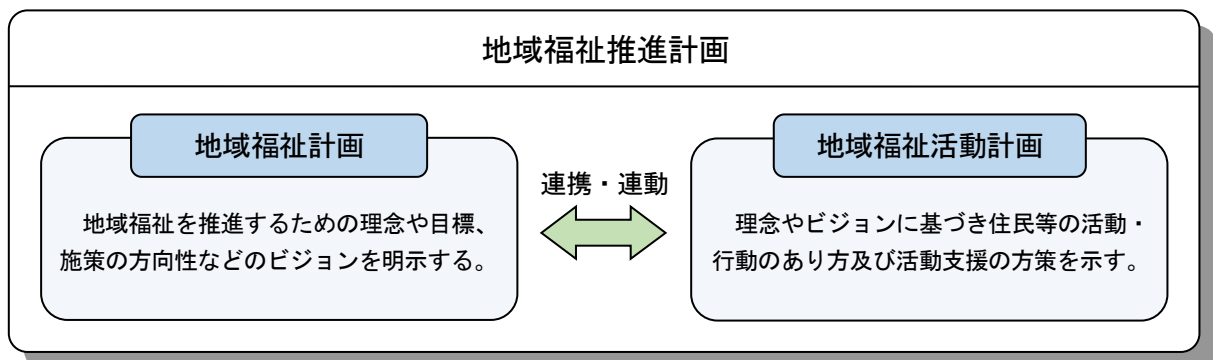 地域福祉推進計画
地域福祉計画
地域福祉を推進するための理念や目標、
施策の方向性などのビジョンを明示する。
連携・連動
地域福祉活動計画
理念やビジョンに基づき住民等の活動・
行動のあり方及び活動支援の方策を示す。